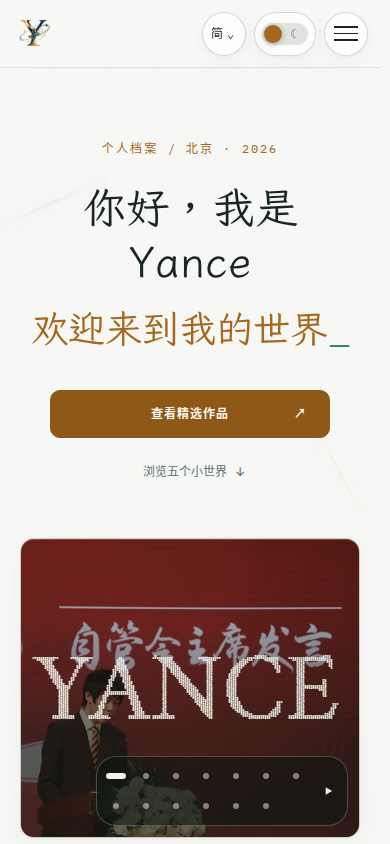 简
个人档案 / 北京 · 2026
你好，我是
Yance
欢迎来到我的世界_
查看精选作品 ↗
浏览五个小世界 ↓
自管会主席发言
YANCE